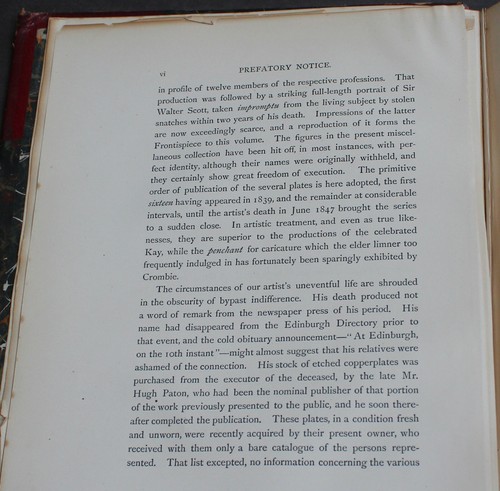 vi
PREFATORY NOTICE.
in profile of twelve members of the respective professions. That
production was followed by a striking full-length portrait of Sir
Walter Scott, taken impromptu from the living subject by stolen
snatches within two years of his death. Impressions of the latter
are now exceedingly scarce, and a reproduction of it forms the
Frontispiece to this volume. The figures in the present miscel-
laneous collection have been hit off, in most instances, with per-
fect identity, although their names were originally withheld, and
they certainly show great freedom of execution. The primitive
order of publication of the several plates is here adopted, the first
sixteen having appeared in 1839, and the remainder at considerable
intervals, until the artist's death in June 1847 brought the series
to a sudden close. In artistic treatment, and even as true like-
nesses, they are superior to the productions of the celebrated
Kay, while the penchant for caricature which the elder limner too
frequently indulged in has fortunately been sparingly exhibited by
Crombie.
The circumstances of our artist's uneventful life are shrouded
in the obscurity of bypast indifference. His death produced not
a word of remark from the newspaper press of his period. His
name had disappeared from the Edinburgh Directory prior to
that event, and the cold obituary announcement—"At Edinburgh,
on the 10th instant"—might almost suggest that his relatives were
ashamed of the connection. His stock of etched copperplates was
purchased from the executor of the deceased, by the late Mr.
Hugh Paton, who had been the nominal publisher of that portion
of the work previously presented to the public, and he soon there-
after completed the publication. These plates, in a condition fresh
and unworn, were recently acquired by their present owner, who
received with them only a bare catalogue of the persons repre-
sented. That list excepted, no information concerning the various